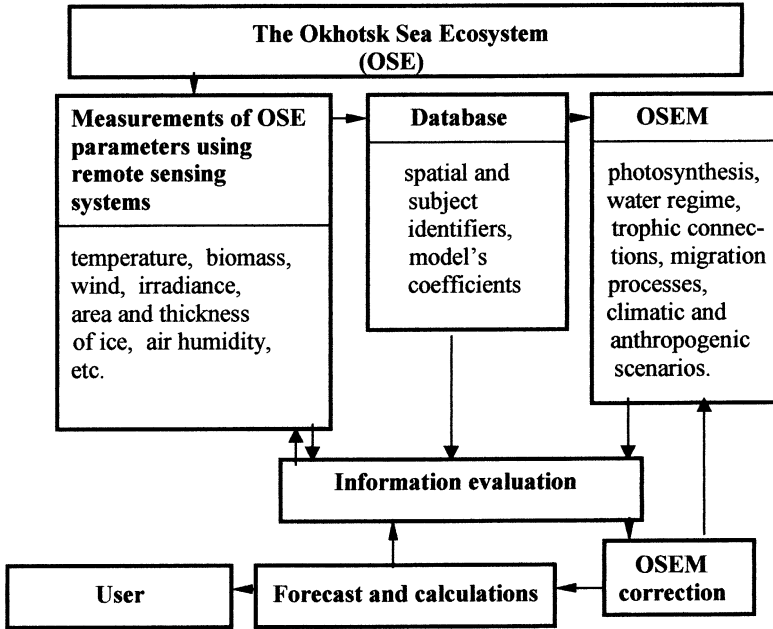 The Okhotsk Sea Ecosystem
(OSE)
Measurements of OSE
parameters using
remote sensing
systems
temperature, biomass,
wind, irradiance,
area and thickness
of ice, air humidity,
etc.
Database
spatial and
subject
identifiers,
model's
coefficients
OSEM
photosynthesis,
water regime,
trophic connec-
tions, migration
processes,
climatic and
anthropogenic
scenarios.
Information evaluation
OSEM
correction
Forecast and calculations
User